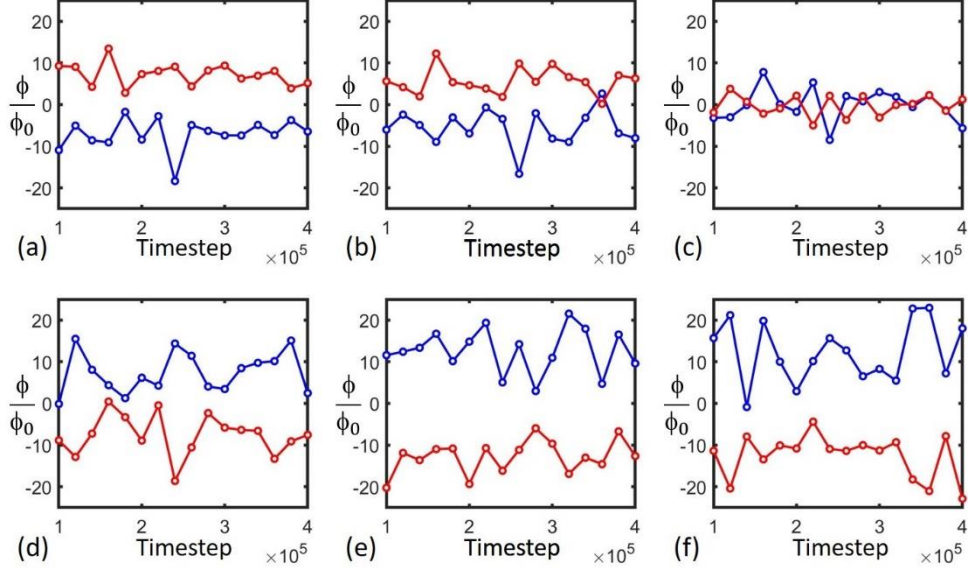 20
10
0
-10
-20
ϕ
ϕ0
1 2 3 4
(a) Timestep ×10^5
20
10
0
-10
-20
ϕ
ϕ0
1 2 3 4
(b) Timestep ×10^5
20
10
0
-10
-20
ϕ
ϕ0
1 2 3 4
(c) Timestep ×10^5
20
10
0
-10
-20
ϕ
ϕ0
1 2 3 4
(d) Timestep ×10^5
20
10
0
-10
-20
ϕ
ϕ0
1 2 3 4
(e) Timestep ×10^5
20
10
0
-10
-20
ϕ
ϕ0
1 2 3 4
(f) Timestep ×10^5